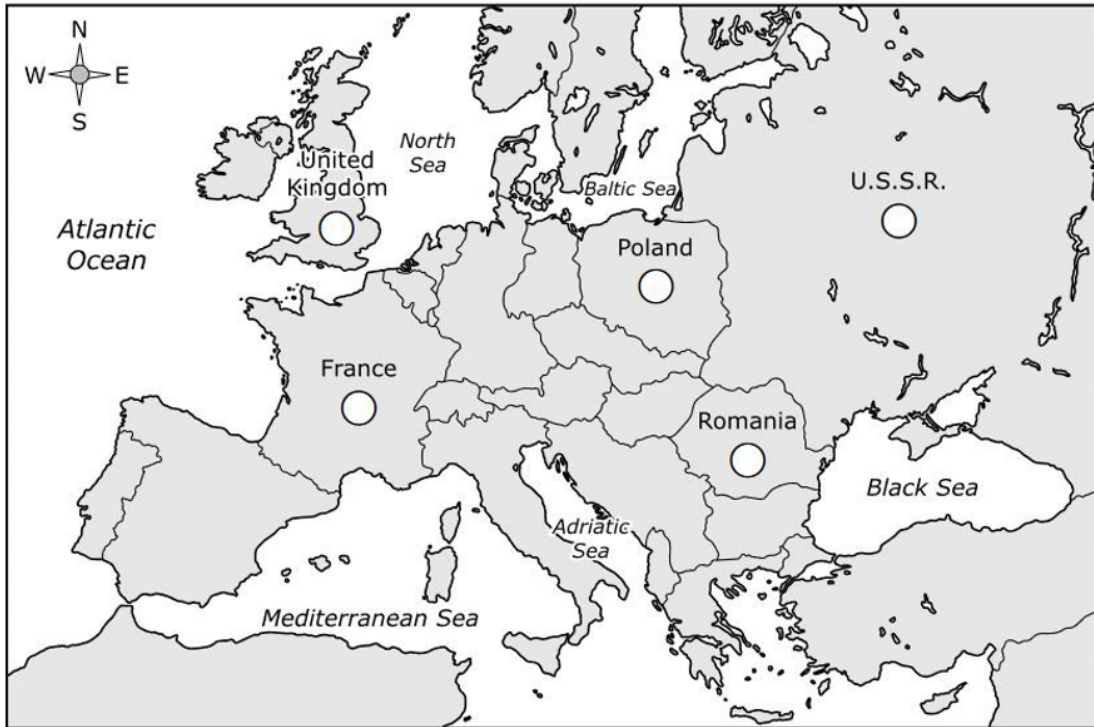 N
W E
S
United
Kingdom
North
Sea
Baltic Sea
U.S.S.R.
Atlantic
Ocean
Poland
France
Romania
Black Sea
Adriatic
Sea
Mediterranean Sea